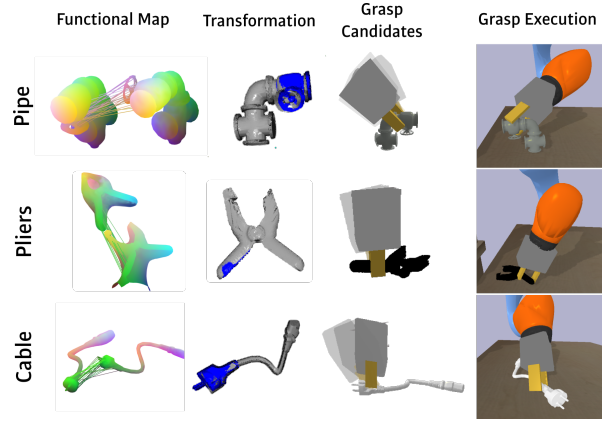 Functional Map
Transformation
Grasp
Candidates
Grasp Execution
Pipe
Pliers
Cable